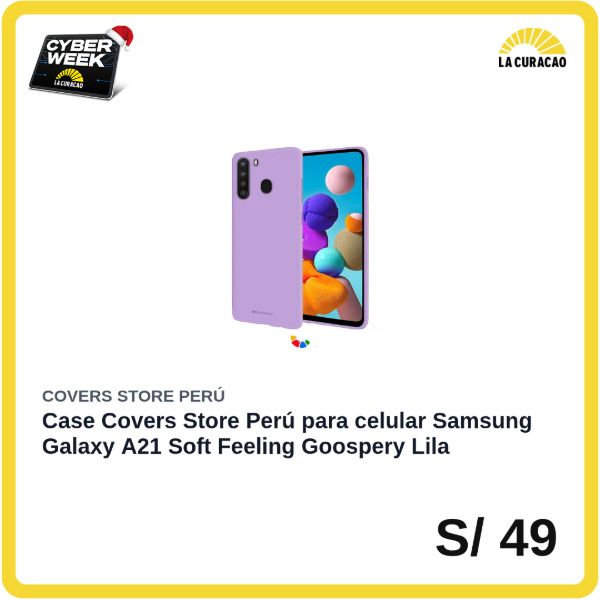 CYBER
WEEK
LA CURACAO
LA CURACAO
COVERS STORE PERÚ
Case Covers Store Perú para celular Samsung
Galaxy A21 Soft Feeling Goospery Lila
S/ 49